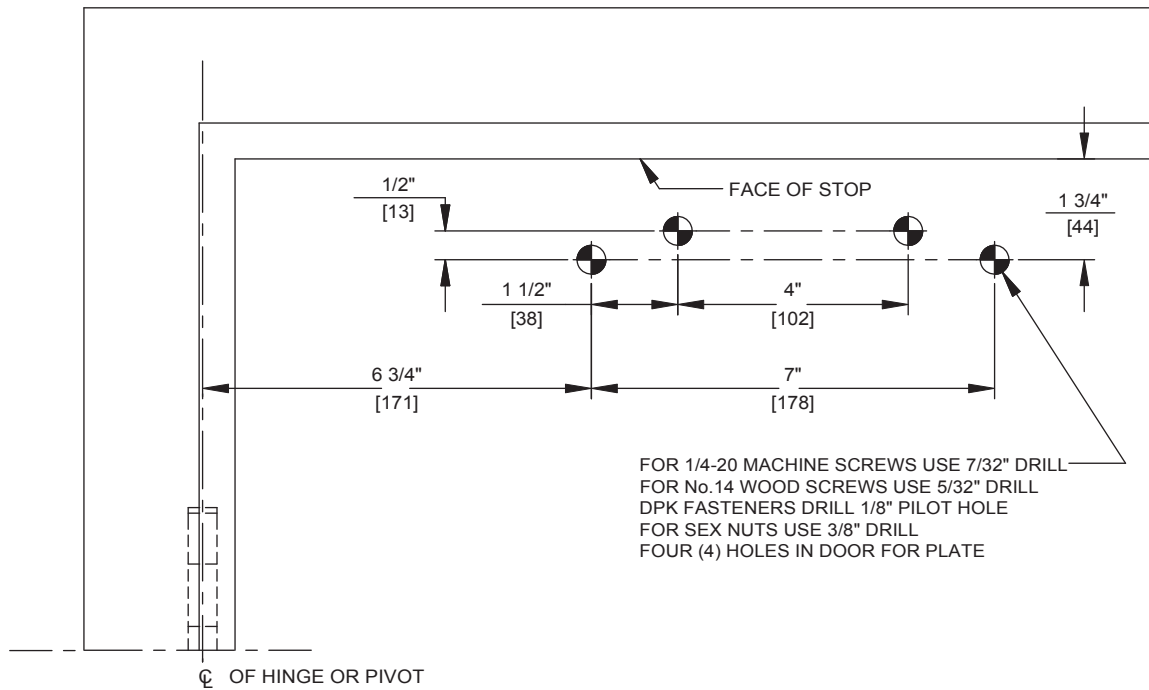 FACE OF STOP
1/2"
[13]
1 3/4"
[44]
1 1/2"
[38]
4"
[102]
6 3/4"
[171]
7"
[178]
FOR 1/4-20 MACHINE SCREWS USE 7/32" DRILL
FOR No.14 WOOD SCREWS USE 5/32" DRILL
DPK FASTENERS DRILL 1/8" PILOT HOLE
FOR SEX NUTS USE 3/8" DRILL
FOUR (4) HOLES IN DOOR FOR PLATE
℄ OF HINGE OR PIVOT